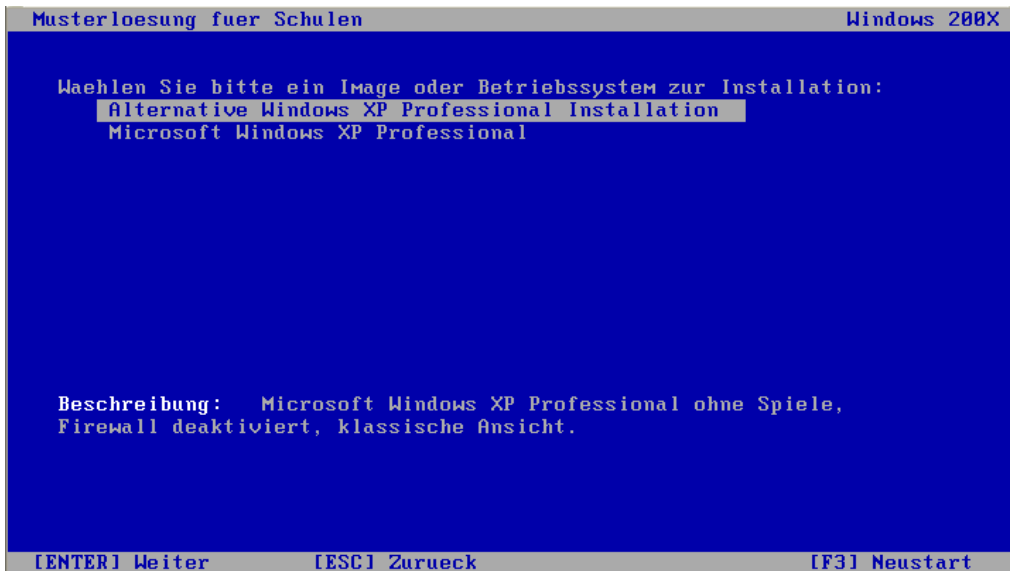 Musterloesung fuer Schulen Windows 200X
Waehlen Sie bitte ein Image oder Betriebssystem zur Installation:
Alternative Windows XP Professional Installation
Microsoft Windows XP Professional
Beschreibung: Microsoft Windows XP Professional ohne Spiele,
Firewall deaktiviert, klassische Ansicht.
[ENTER] Weiter [ESC] Zurueck [F3] Neustart